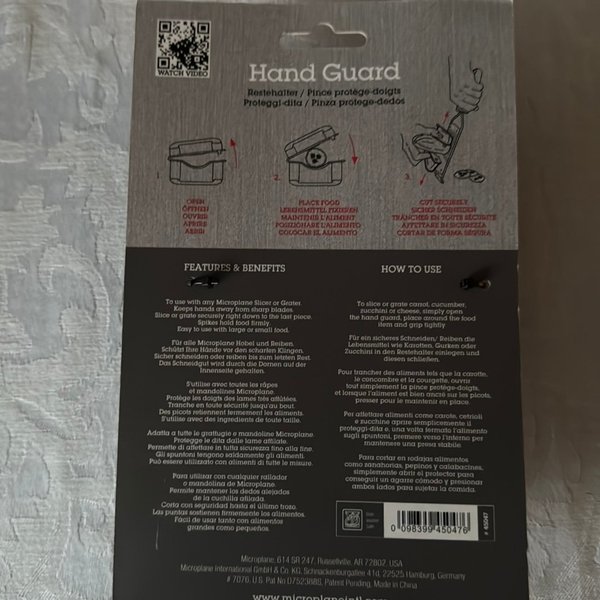 WATCH VIDEO
Hand Guard
Restehalter / Pince protège-doigts
Proteggi-dita / Pinza protege-dedos
1.
2.
3.
OPEN
ÖFFNEN
OUVRIR
APRIRE
ABRIR
PLACE FOOD
LEBENSMITTEL FIXIEREN
MAINTENIR L'ALIMENT
POSIZIONARE L'ALIMENTO
COLOCAR EL ALIMENTO
CUT SECURELY
SICHER SCHNEIDEN
TRANCHER EN TOUTE SÉCURITÉ
AFFETTARE IN SICUREZZA
CORTAR DE FORMA SEGURA
FEATURES & BENEFITS
To use with any Microplane Slicer or Grater.
Keeps hands away from sharp blades.
Slice or grate securely right down to the last piece.
Spikes hold food firmly.
Easy to use with large or small food.
Für alle Microplane Hobel und Reiben.
Schützt Ihre Hände vor den scharfen Klingen.
Sicher schneiden oder reiben bis zum letzten Rest.
Das Schneidgut wird durch die Dornen auf der
Innenseite gehalten.
S'utilise avec toutes les râpes
et mandolines Microplane.
Protège les doigts des lames très affûtées.
Tranche en toute sécurité jusqu'au bout.
Des picots retiennent fermement les aliments.
S'utilise avec des ingrédients de toute taille.
Adatta a tutte le grattugie e mandoline Microplane.
Protegge le dita dalle lame affilate.
Permette di affettare in tutta sicurezza fino alla fine.
Gli spuntoni tengono saldamente gli alimenti.
Può essere utilizzato con alimenti di tutte le misure.
Para utilizar con cualquier rallador
o mandolina de Microplane.
Permite mantener los dedos alejados
de la cuchilla afilada.
Corta con seguridad hasta el último trozo.
Las puntas sostienen firmemente los alimentos.
Fácil de usar tanto con alimentos
grandes como pequeños.
HOW TO USE
To slice or grate carrot, cucumber,
zucchini or cheese, simply open
the hand guard, place around the food
item and grip tightly
Für ein sicheres Schneiden/ Reiben die
Lebensmittel wie Karotten, Gurken oder
Zucchini in den Restehalter einlegen und
diesen schließen.
Pour trancher des aliments tels que la carotte,
le concombre et la courgette, ouvrir
tout simplement la pince protège-doigts,
et lorsque l'aliment est bien ancré sur les picots,
presser pour le maintenir en place.
Per affettare alimenti come carote, cetrioli
e zucchine aprire semplicemente il
proteggi-dita e, una volta fermato l'alimento
sugli spuntoni, premere verso l'interno per
mantenere una presa stabile
Para cortar en rodajas alimentos
como zanahorias, pepinos y calabacines,
simplemente abrir el protector para
conseguir un agarre cómodo y presionar
ambos lados para sujetar la comida.
0 098399 450476
# 45047
Microplane, 614 SR 247, Russellville, AR 72802, USA
Microplane International GmbH & Co. KG, Schnackenburgallee 41d, 22525 Hamburg, Germany
# 7076, U.S. Pat No D752388B, Patent Pending, Made in China
www.microplaneintl.com